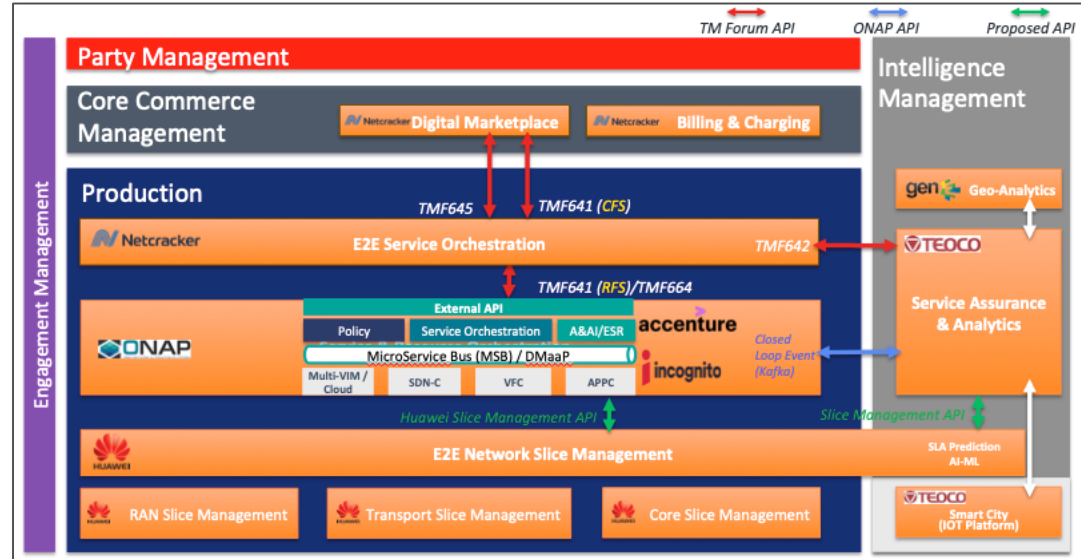 TM Forum API
ONAP API
Proposed API
Engagement Management
Party Management
Intelligence
Management
Core Commerce
Management
Netcracker Digital Marketplace
Netcracker Billing & Charging
Production
TMF645
TMF641 (CFS)
Netcracker
E2E Service Orchestration
TMF642
gen Geo-Analytics
TEOCO
Service Assurance
& Analytics
TMF641 (RFS)/TMF664
External API
Policy
Service Orchestration
A&AI/ESR
ONAP
MicroService Bus (MSB) / DMaaP
Multi-VIM /
Cloud
SDN-C
VFC
APPC
accenture
incognito
Closed
Loop Event
(Kafka)
Huawei Slice Management API
Slice Management API
HUAWEI
E2E Network Slice Management
SLA Prediction
AI-ML
HUAWEI
RAN Slice Management
HUAWEI
Transport Slice Management
HUAWEI
Core Slice Management
TEOCO
Smart City
(IOT Platform)